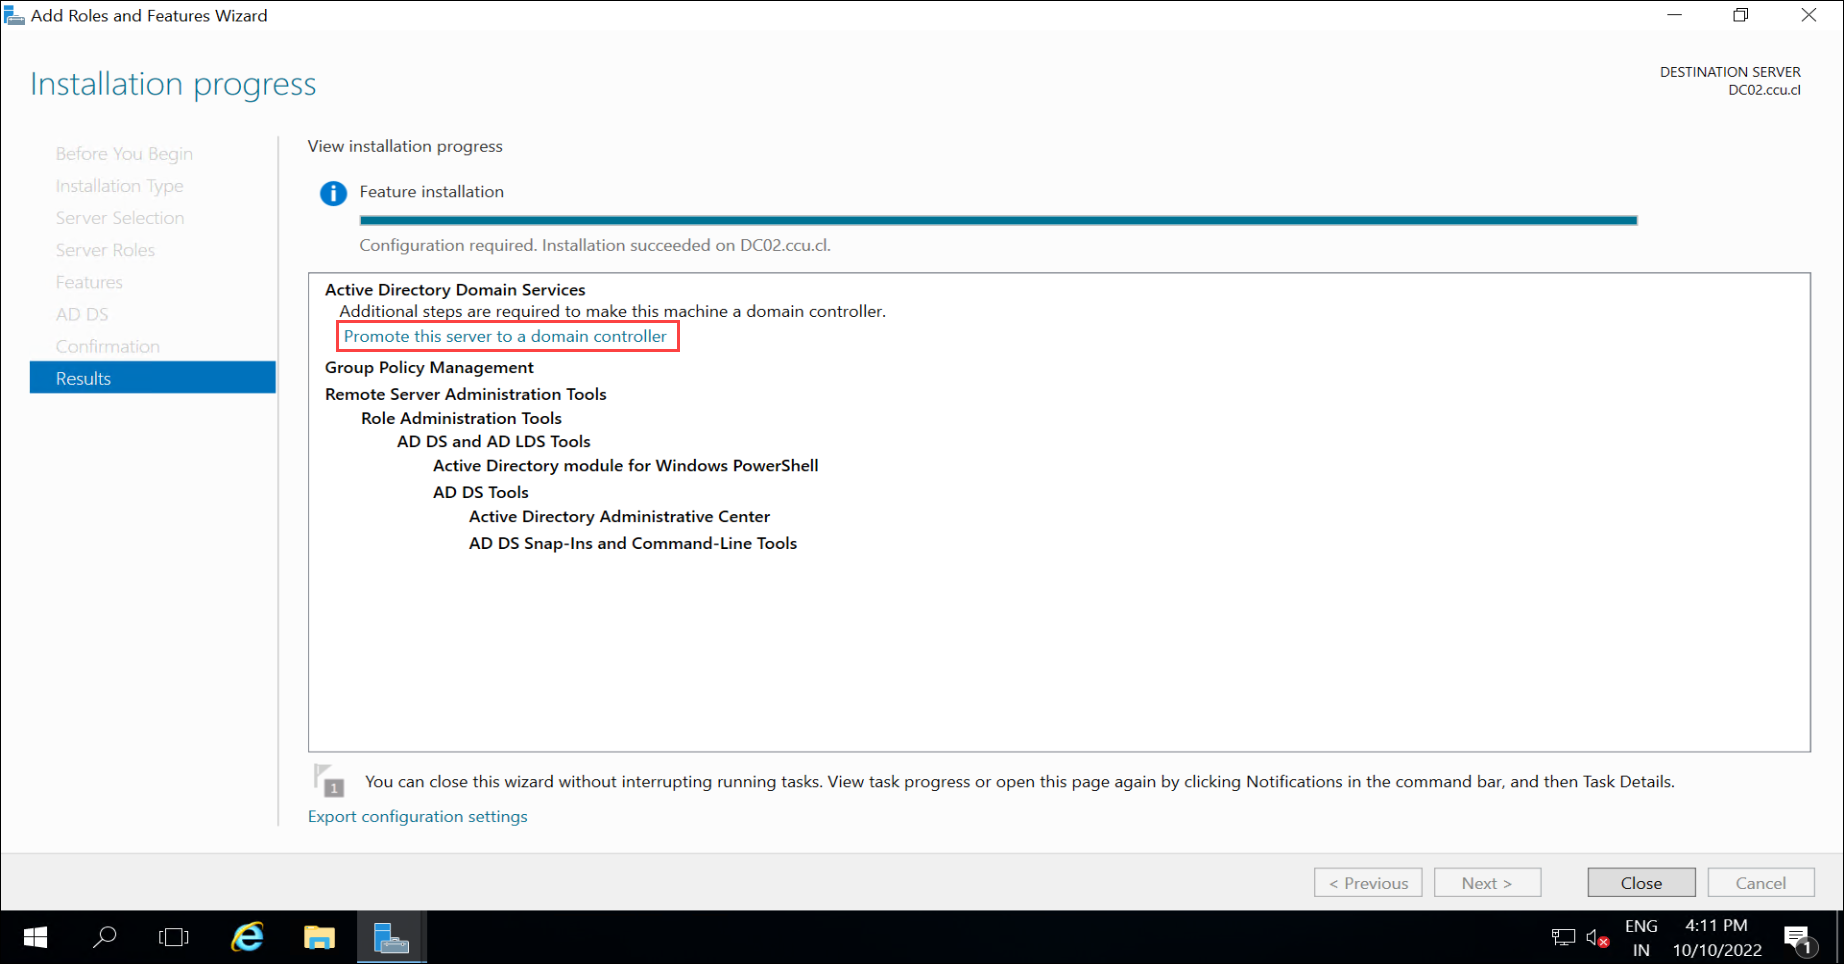 Add Roles and Features Wizard
Installation progress
DESTINATION SERVER
DC02.ccu.cl
Before You Begin
Installation Type
Server Selection
Server Roles
Features
AD DS
Confirmation
Results
View installation progress
Feature installation
Configuration required. Installation succeeded on DC02.ccu.cl.
Active Directory Domain Services
Additional steps are required to make this machine a domain controller.
Promote this server to a domain controller
Group Policy Management
Remote Server Administration Tools
Role Administration Tools
AD DS and AD LDS Tools
Active Directory module for Windows PowerShell
AD DS Tools
Active Directory Administrative Center
AD DS Snap-Ins and Command-Line Tools
1
You can close this wizard without interrupting running tasks. View task progress or open this page again by clicking Notifications in the command bar, and then Task Details.
Export configuration settings
< Previous
Next >
Close
Cancel
ENG
IN
4:11 PM
10/10/2022
1